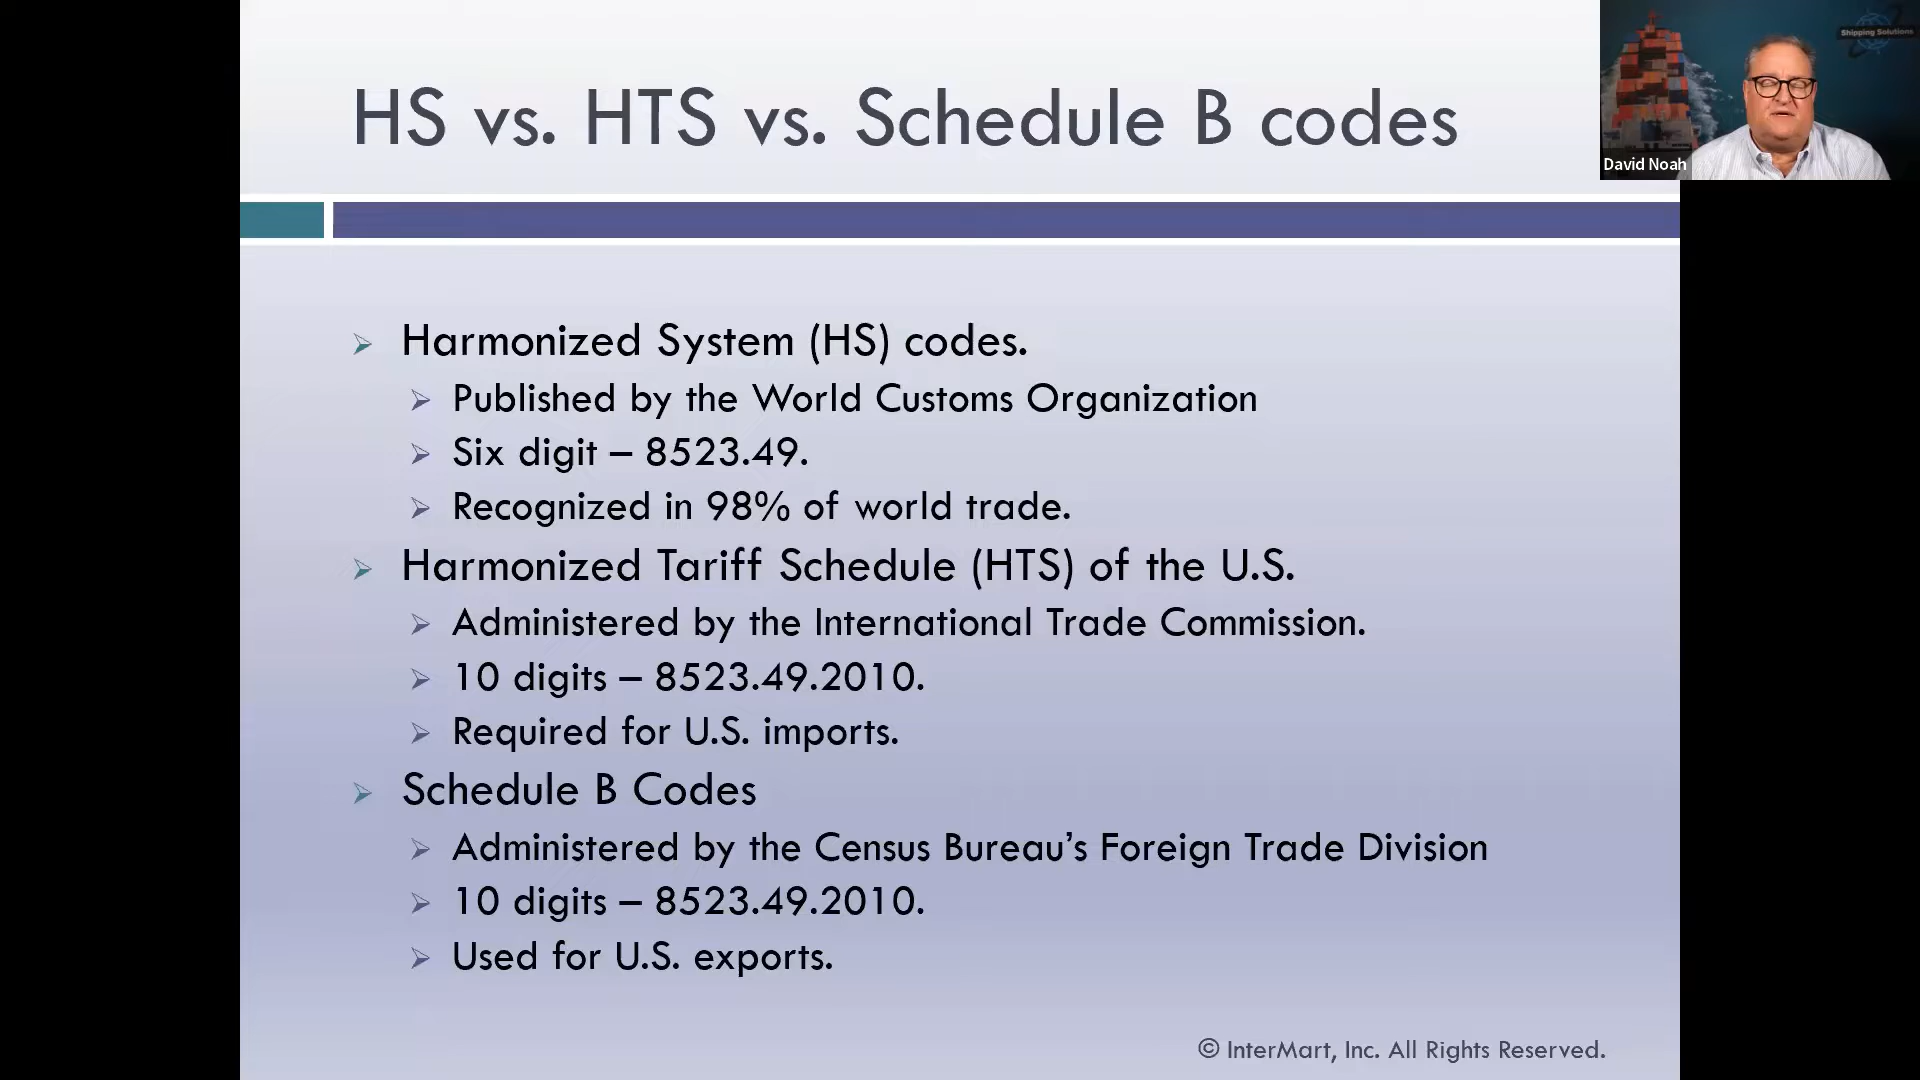 HS vs. HTS vs. Schedule B codes
Shipping Solutions
David Noah
Harmonized System (HS) codes.
Published by the World Customs Organization
Six digit – 8523.49.
Recognized in 98% of world trade.
Harmonized Tariff Schedule (HTS) of the U.S.
Administered by the International Trade Commission.
10 digits – 8523.49.2010.
Required for U.S. imports.
Schedule B Codes
Administered by the Census Bureau’s Foreign Trade Division
10 digits – 8523.49.2010.
Used for U.S. exports.
© InterMart, Inc. All Rights Reserved.